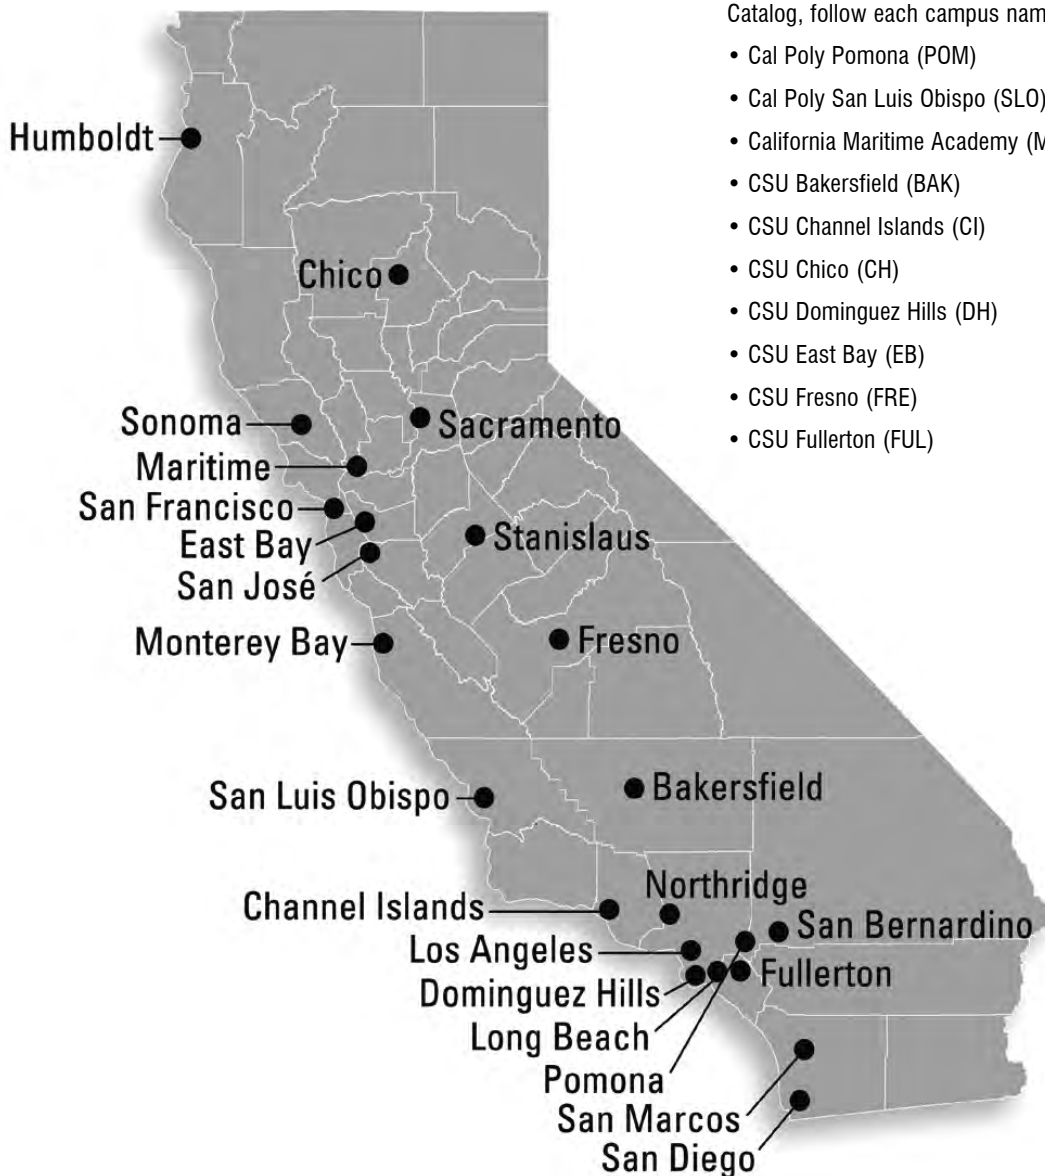 Catalog, follow each campus nam
• Cal Poly Pomona (POM)
• Cal Poly San Luis Obispo (SLO)
• California Maritime Academy (M
• CSU Bakersfield (BAK)
• CSU Channel Islands (CI)
• CSU Chico (CH)
• CSU Dominguez Hills (DH)
• CSU East Bay (EB)
• CSU Fresno (FRE)
• CSU Fullerton (FUL)
Humboldt
Chico
Sonoma
Sacramento
Maritime
San Francisco
East Bay
Stanislaus
San José
Monterey Bay
Fresno
San Luis Obispo
Bakersfield
Northridge
Channel Islands
San Bernardino
Los Angeles
Fullerton
Dominguez Hills
Long Beach
Pomona
San Marcos
San Diego